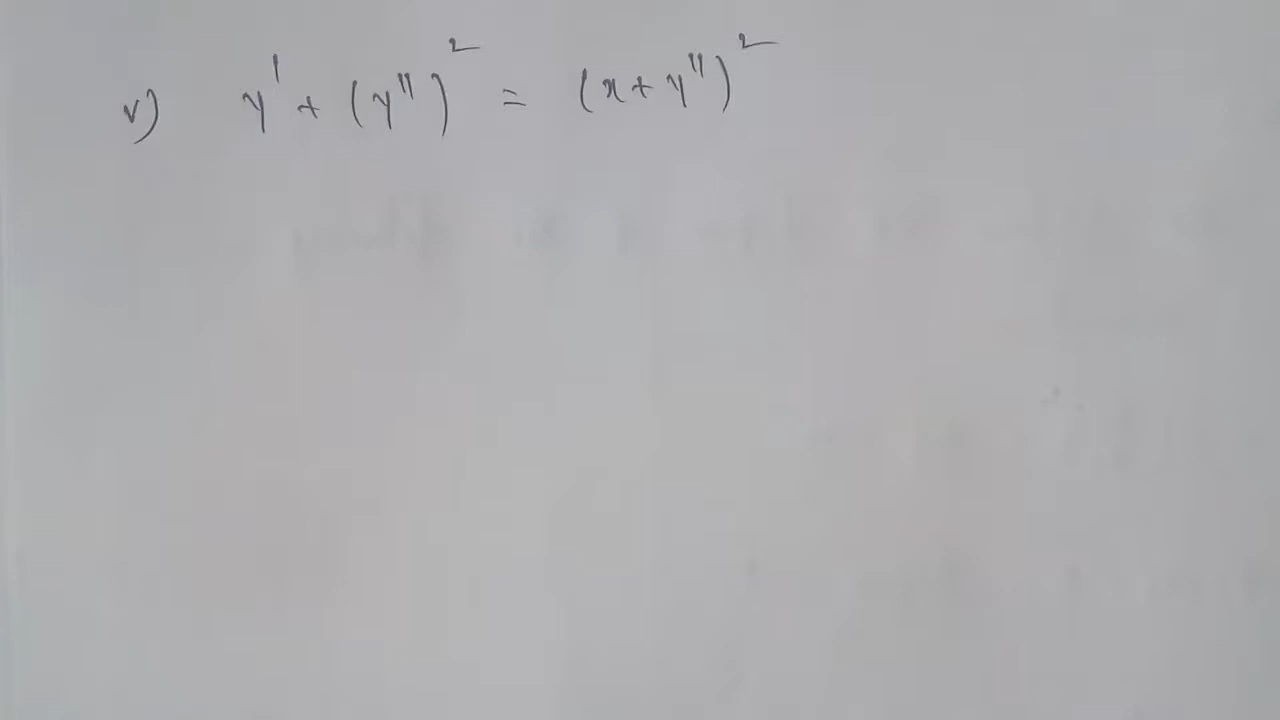 v) y' + (y'')² = (x + y'')²